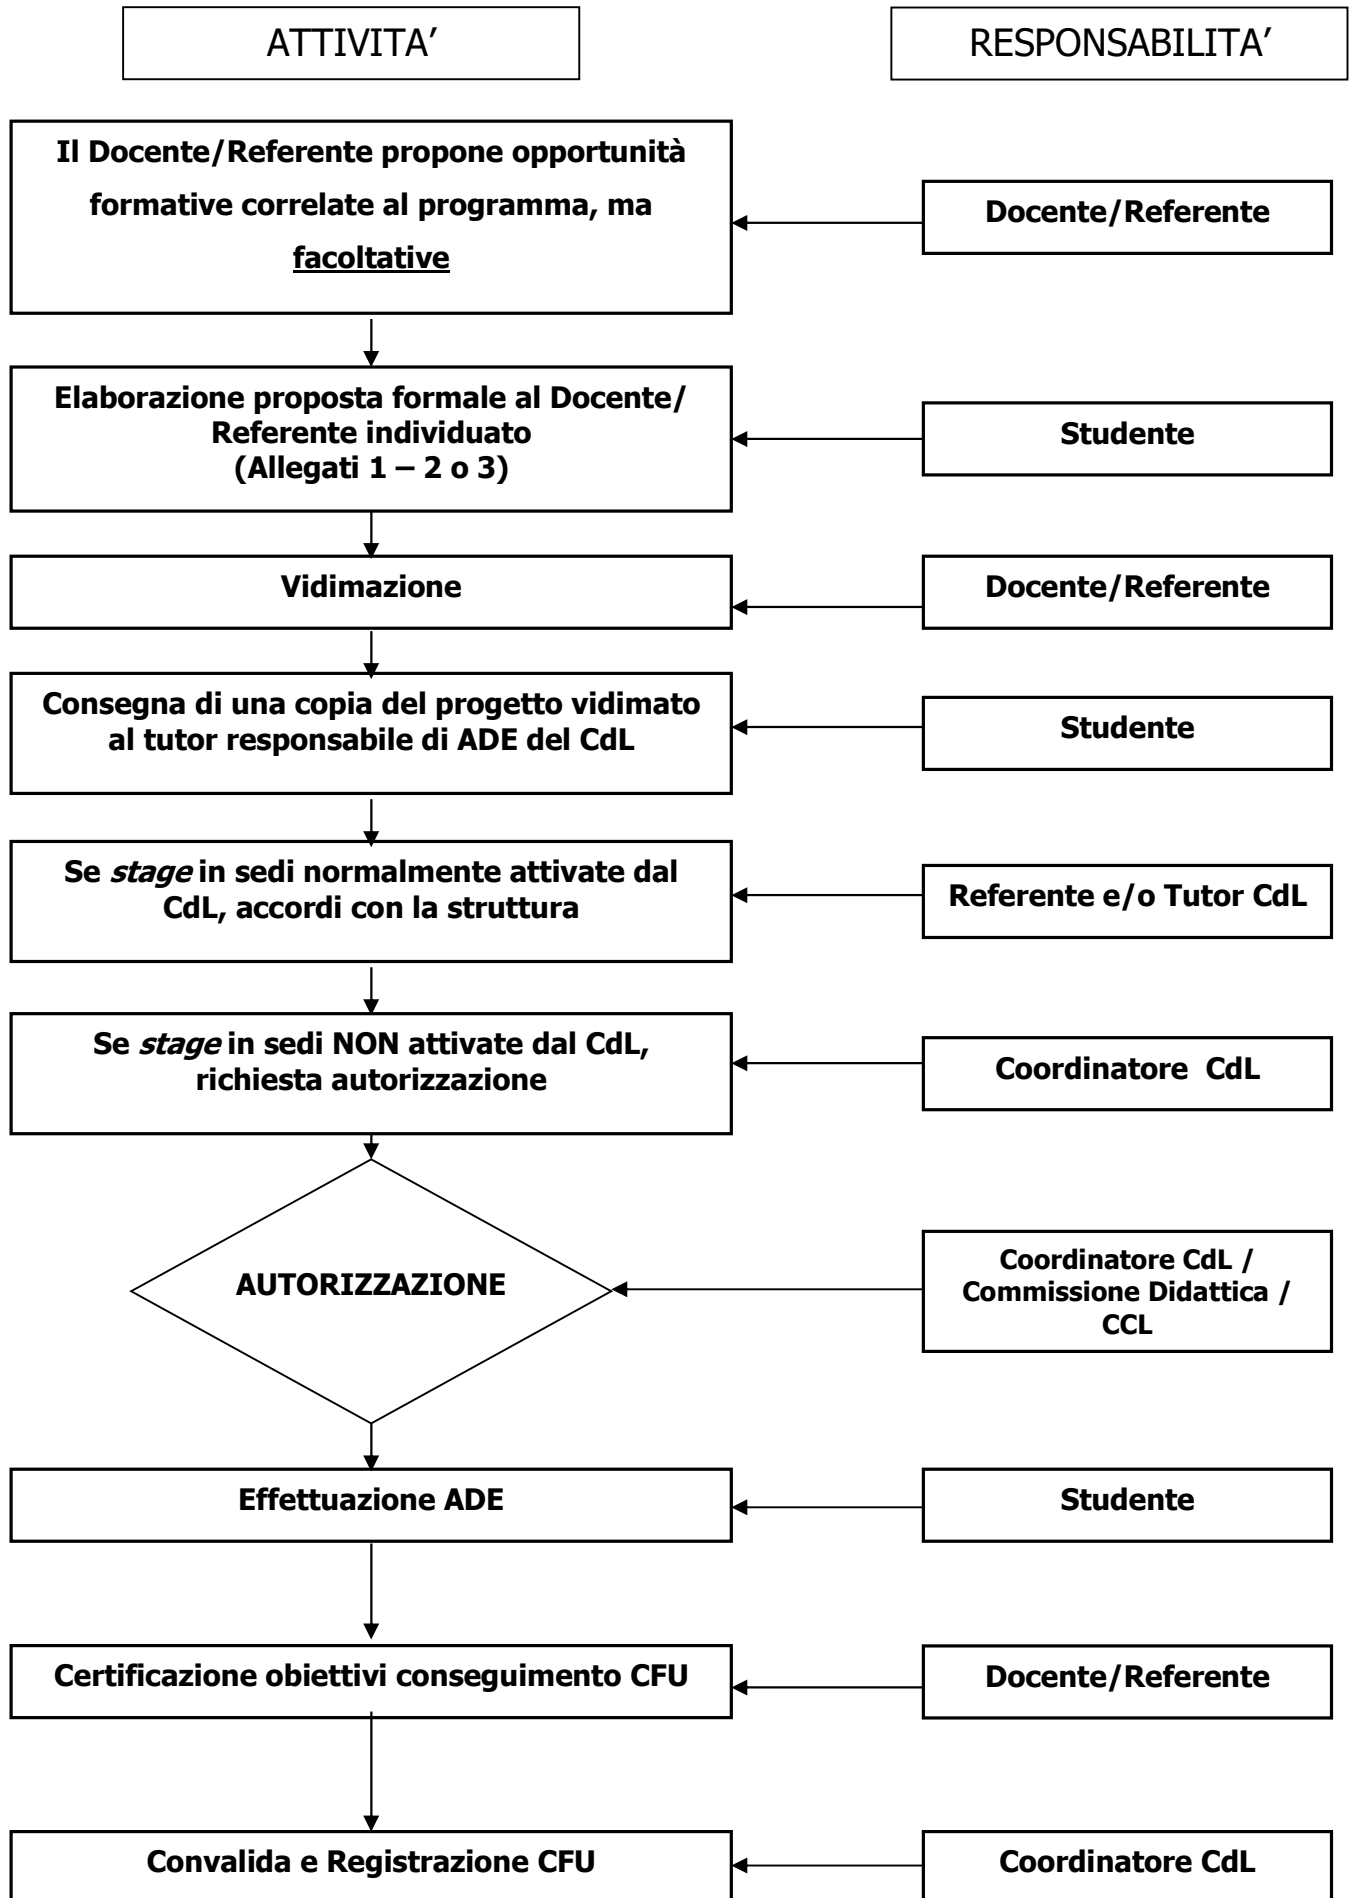 ATTIVITA’
RESPONSABILITA’
Il Docente/Referente propone opportunità
formative correlate al programma, ma
facoltative
Docente/Referente
Elaborazione proposta formale al Docente/
Referente individuato
(Allegati 1 – 2 o 3)
Studente
Vidimazione
Docente/Referente
Consegna di una copia del progetto vidimato
al tutor responsabile di ADE del CdL
Studente
Se stage in sedi normalmente attivate dal
CdL, accordi con la struttura
Referente e/o Tutor CdL
Se stage in sedi NON attivate dal CdL,
richiesta autorizzazione
Coordinatore CdL
AUTORIZZAZIONE
Coordinatore CdL /
Commissione Didattica /
CCL
Effettuazione ADE
Studente
Certificazione obiettivi conseguimento CFU
Docente/Referente
Convalida e Registrazione CFU
Coordinatore CdL